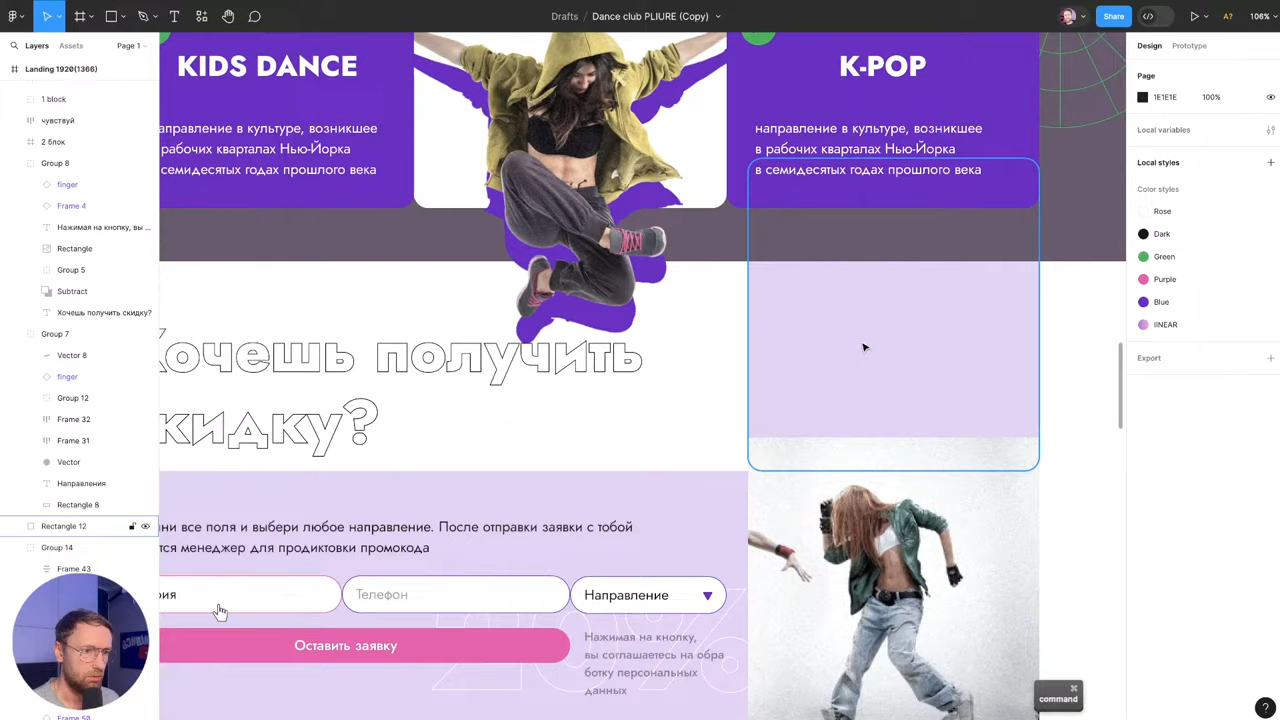 Drafts / Dance club PLIURE (Copy)
Share
A?
106%
Layers
Assets
Page 1
Landing 1920(1366)
1 block
чувствуй
2 блок
Group 8
finger
Frame 4
Нажимая на кнопку, вы ...
Rectangle
Group 5
Subtract
Хочешь получить скидку?
Group 7
Vector 8
finger
Group 12
Frame 32
Frame 31
Vector
Направления
Rectangle 8
Rectangle 12
Group 14
Frame 43
Frame 50
KIDS DANCE
направление в культуре, возникшее
в рабочих квартала Нью-Йорка
семидесятых годах прошлого века
K-POP
направление в культуре, возникшее
в рабочих кварталах Нью-Йорка
в семидесятых годах прошлого века
Хочешь получить
кидку?
ни все поля и выбери любое направление. После отправки заявки с тобой
тся менеджер для продиктовки промокода
рия
Телефон
Направление
Оставить заявку
20%
Нажимая на кнопку,
вы соглашаетесь на обра
ботку персональных
данных
command
Design
Prototype
Page
1E1E1E
100%
Local variables
Local styles
Color styles
Rose
Dark
Green
Purple
Blue
lINEAR
Export
?